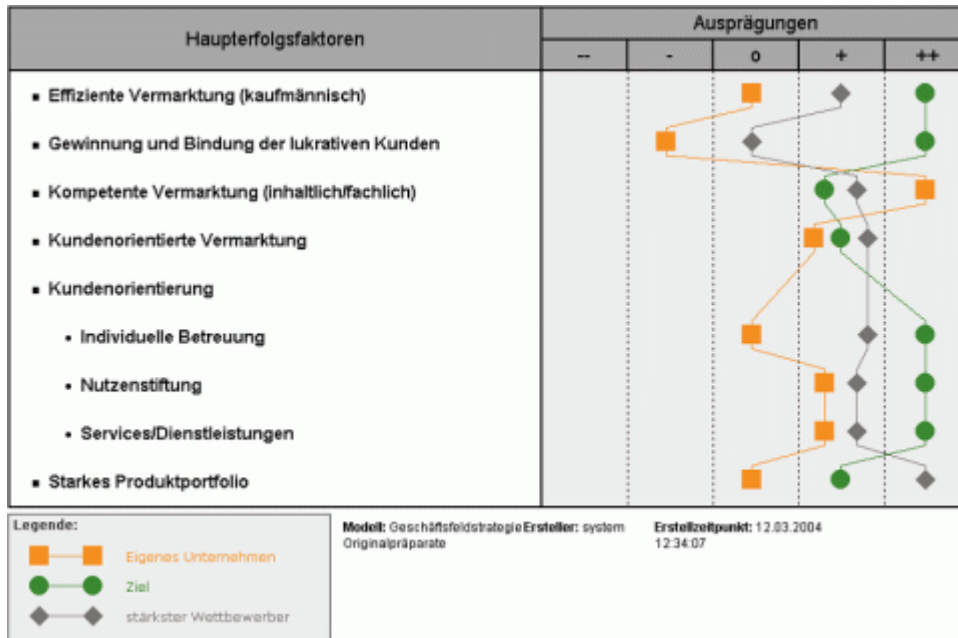 Haupterfolgsfaktoren
Ausprägungen
-- - o + ++
▪ Effiziente Vermarktung (kaufmännisch)
▪ Gewinnung und Bindung der lukrativen Kunden
▪ Kompetente Vermarktung (inhaltlich/fachlich)
▪ Kundenorientierte Vermarktung
▪ Kundenorientierung
• Individuelle Betreuung
• Nutzenstiftung
• Services/Dienstleistungen
▪ Starkes Produktportfolio
Legende:
Eigenes Unternehmen
Ziel
stärkster Wettbewerber
Modell: Geschäftsfeldstrategie Ersteller: system Erstellzeitpunkt: 12.03.2004
Originalpräparate 12:34:07